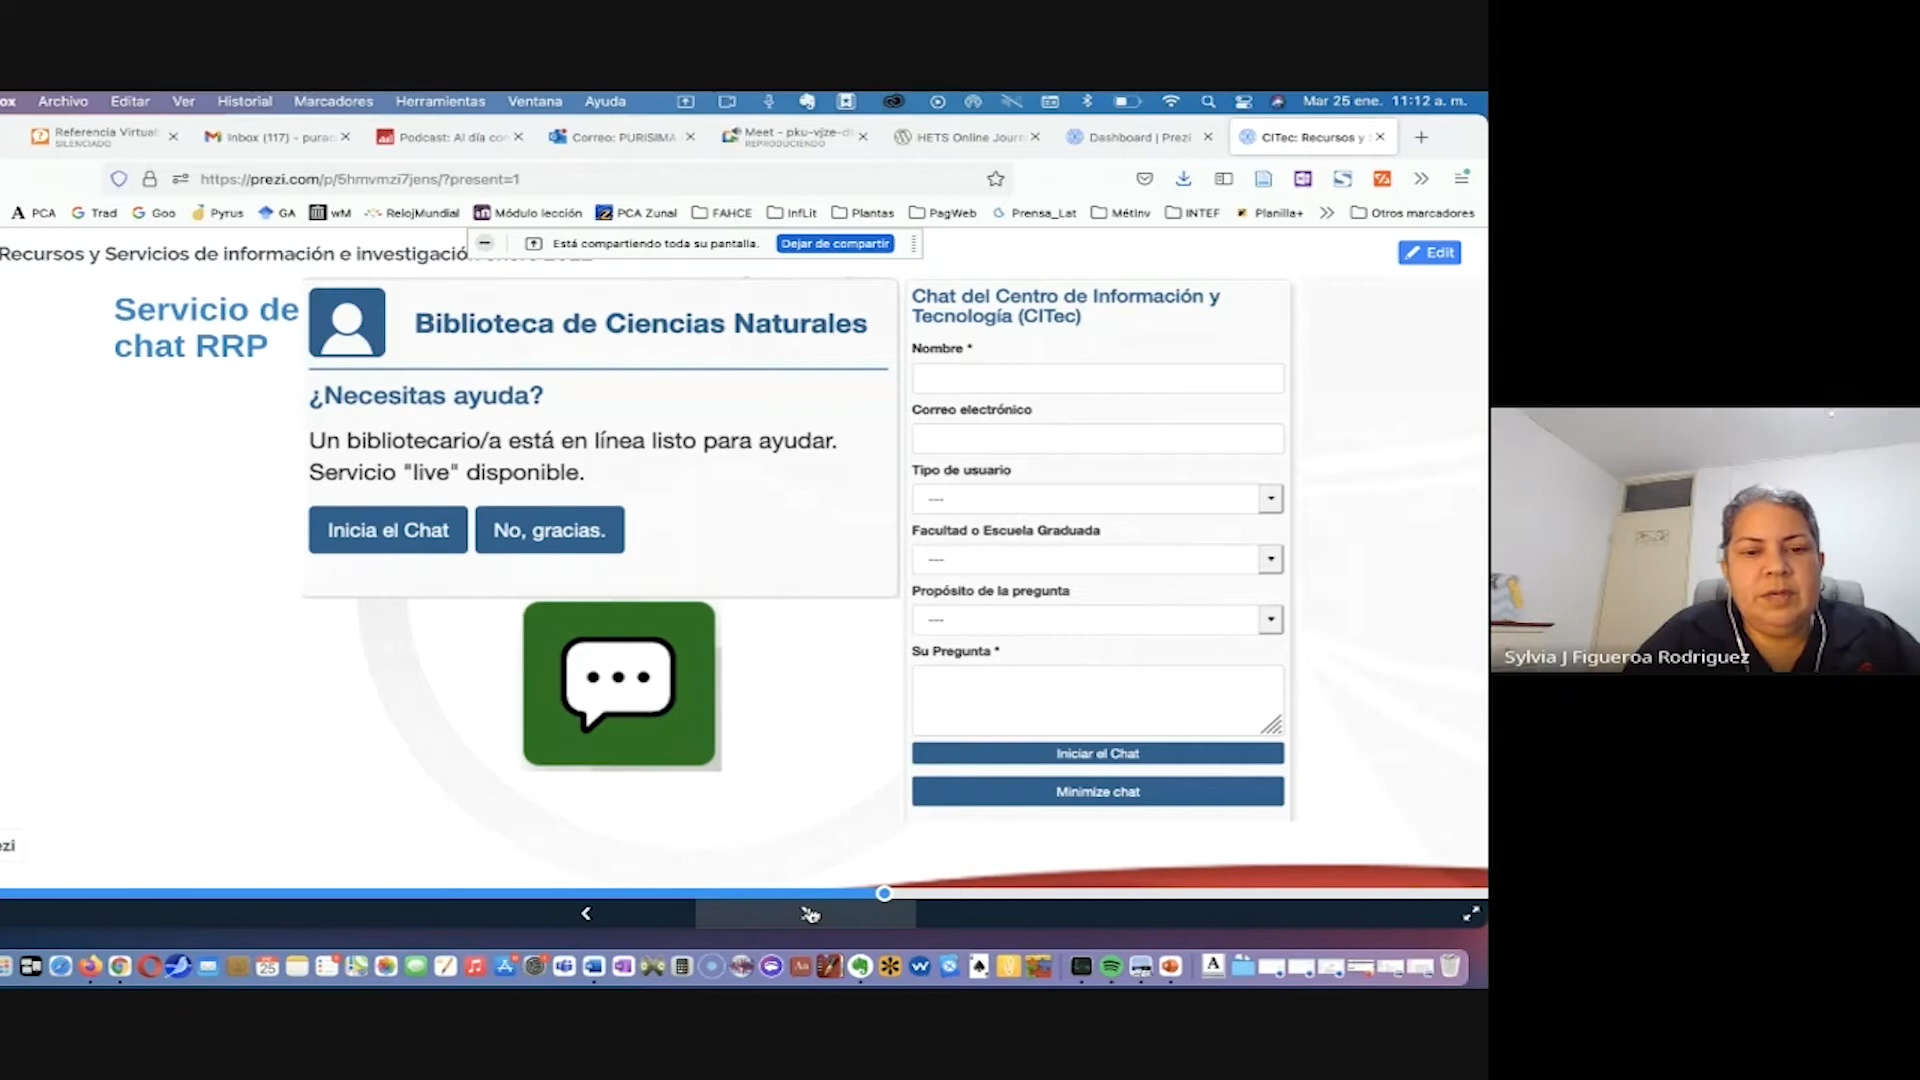 ox Archivo Editar Ver Historial Marcadores Herramientas Ventana Ayuda Mar 25 ene. 11:12 a. m.
Referencia Virtual:
SILENCIADO
Inbox (117) - purac
Podcast: Al día co
Correo: PURISIMA
Meet - pku-vjze-d
REPRODUCIENDO
HETS Online Journ
Dashboard | Prezi
CITec: Recursos y
https://prezi.com/p/5hmvmzi7jens/?present=1
PCA Trad Goo Pyrus GA wM RelojMundial Módulo lección PCA Zunal FAHCE InfLit Plantas PagWeb Prensa_Lat MétInv INTEF Planilla+ Otros marcadores
Está compartiendo toda su pantalla. Dejar de compartir
Recursos y Servicios de información e investigació
Edit
Servicio de
chat RRP
Biblioteca de Ciencias Naturales
¿Necesitas ayuda?
Un bibliotecario/a está en línea listo para ayudar.
Servicio "live" disponible.
Inicia el Chat No, gracias.
Chat del Centro de Información y
Tecnología (CITec)
Nombre *
Correo electrónico
Tipo de usuario
---
Facultad o Escuela Graduada
---
Propósito de la pregunta
---
Su Pregunta *
Iniciar el Chat
Minimize chat
ezi
Sylvia J Figueroa Rodriguez
25